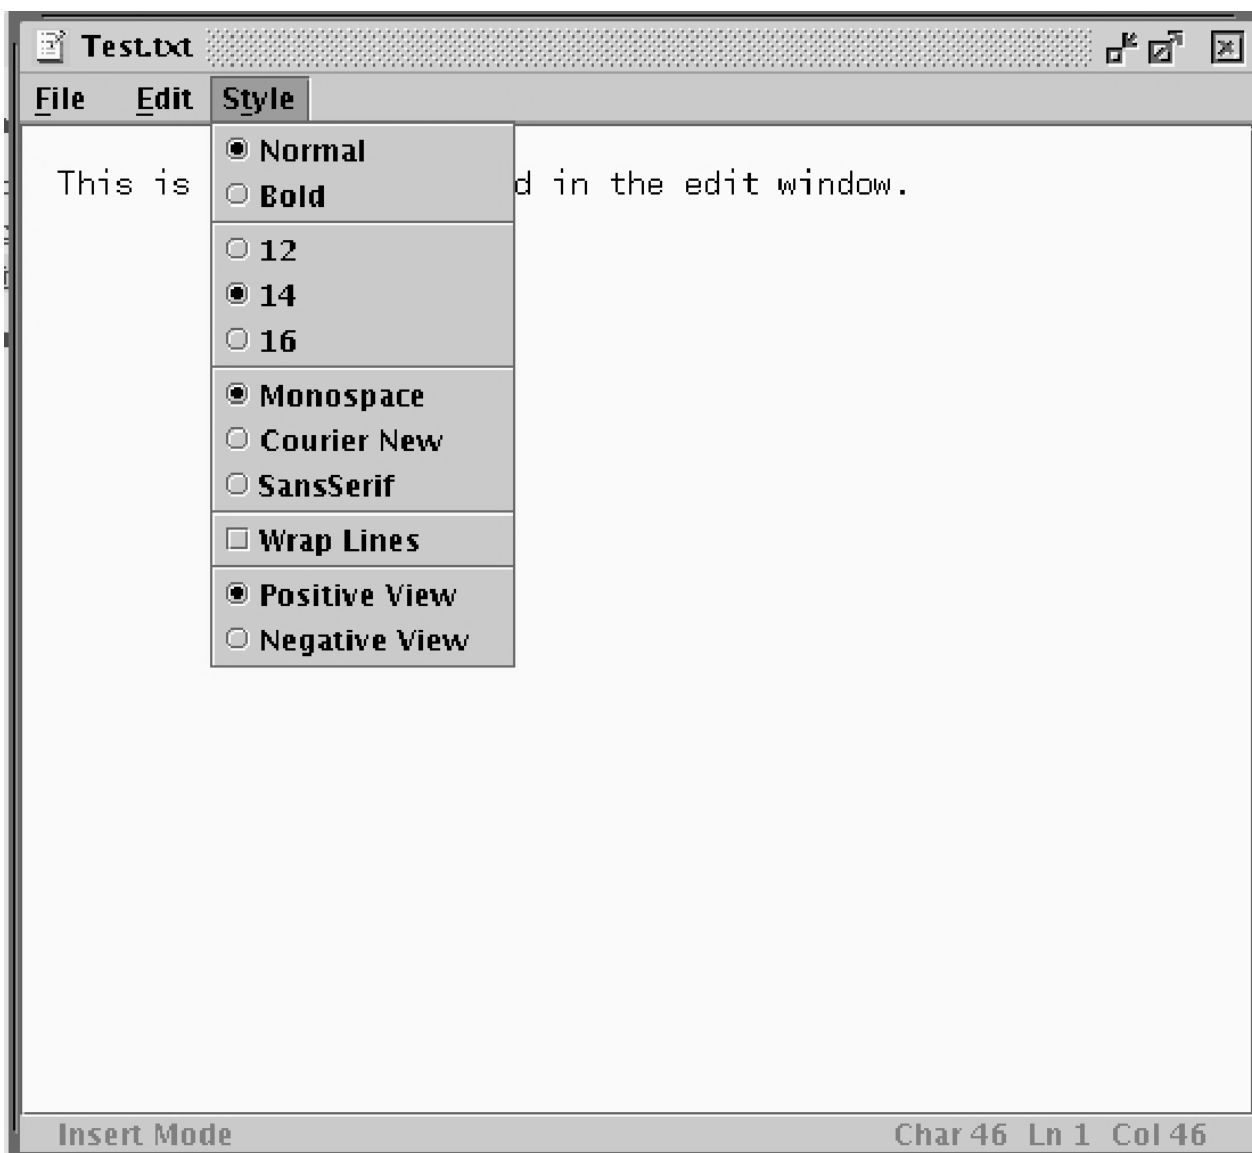 Test.txt
File Edit Style
This is d in the edit window.
Normal
Bold
12
14
16
Monospace
Courier New
SansSerif
Wrap Lines
Positive View
Negative View
Insert Mode Char 46 Ln 1 Col 46